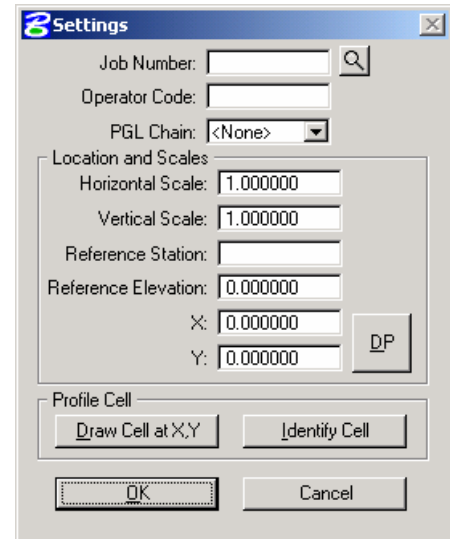 Settings
Job Number:
Operator Code:
PGL Chain: <None>
Location and Scales
Horizontal Scale: 1.000000
Vertical Scale: 1.000000
Reference Station:
Reference Elevation: 0.000000
X: 0.000000
Y: 0.000000
DP
Profile Cell
Draw Cell at X,Y Identify Cell
OK Cancel